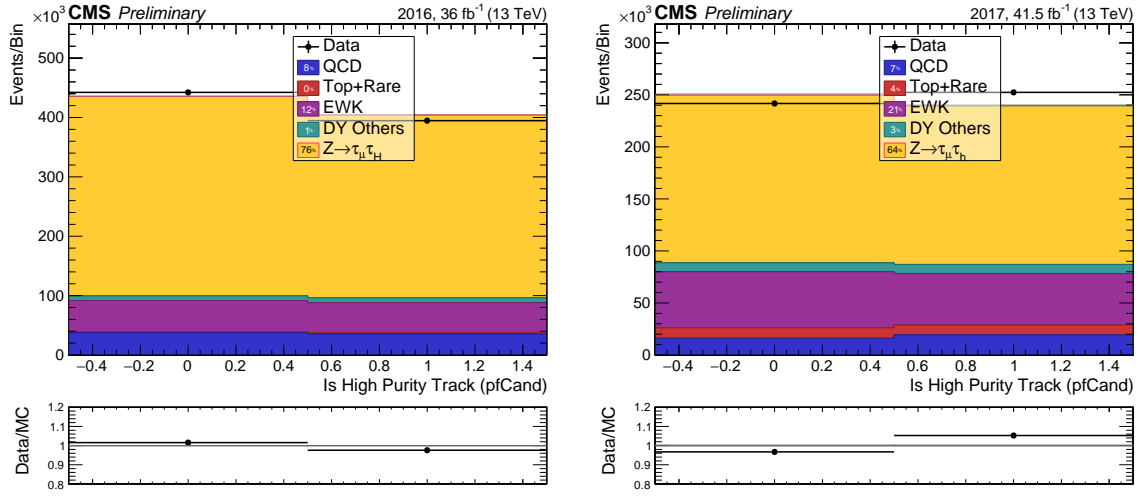 CMS Preliminary 2016, 36 fb⁻¹ (13 TeV)
×10³
Events/Bin
500
400
300
200
100
0
Data
8% QCD
0% Top+Rare
12% EWK
1% DY Others
76% Z→τ_μτ_H
−0.4 −0.2 0 0.2 0.4 0.6 0.8 1 1.2 1.4
Is High Purity Track (pfCand)
Data/MC
1.2
1.1
1
0.9
0.8
CMS Preliminary 2017, 41.5 fb⁻¹ (13 TeV)
×10³
Events/Bin
300
250
200
150
100
50
0
Data
7% QCD
4% Top+Rare
21% EWK
3% DY Others
64% Z→τ_μτ_h
−0.4 −0.2 0 0.2 0.4 0.6 0.8 1 1.2 1.4
Is High Purity Track (pfCand)
Data/MC
1.2
1.1
1
0.9
0.8